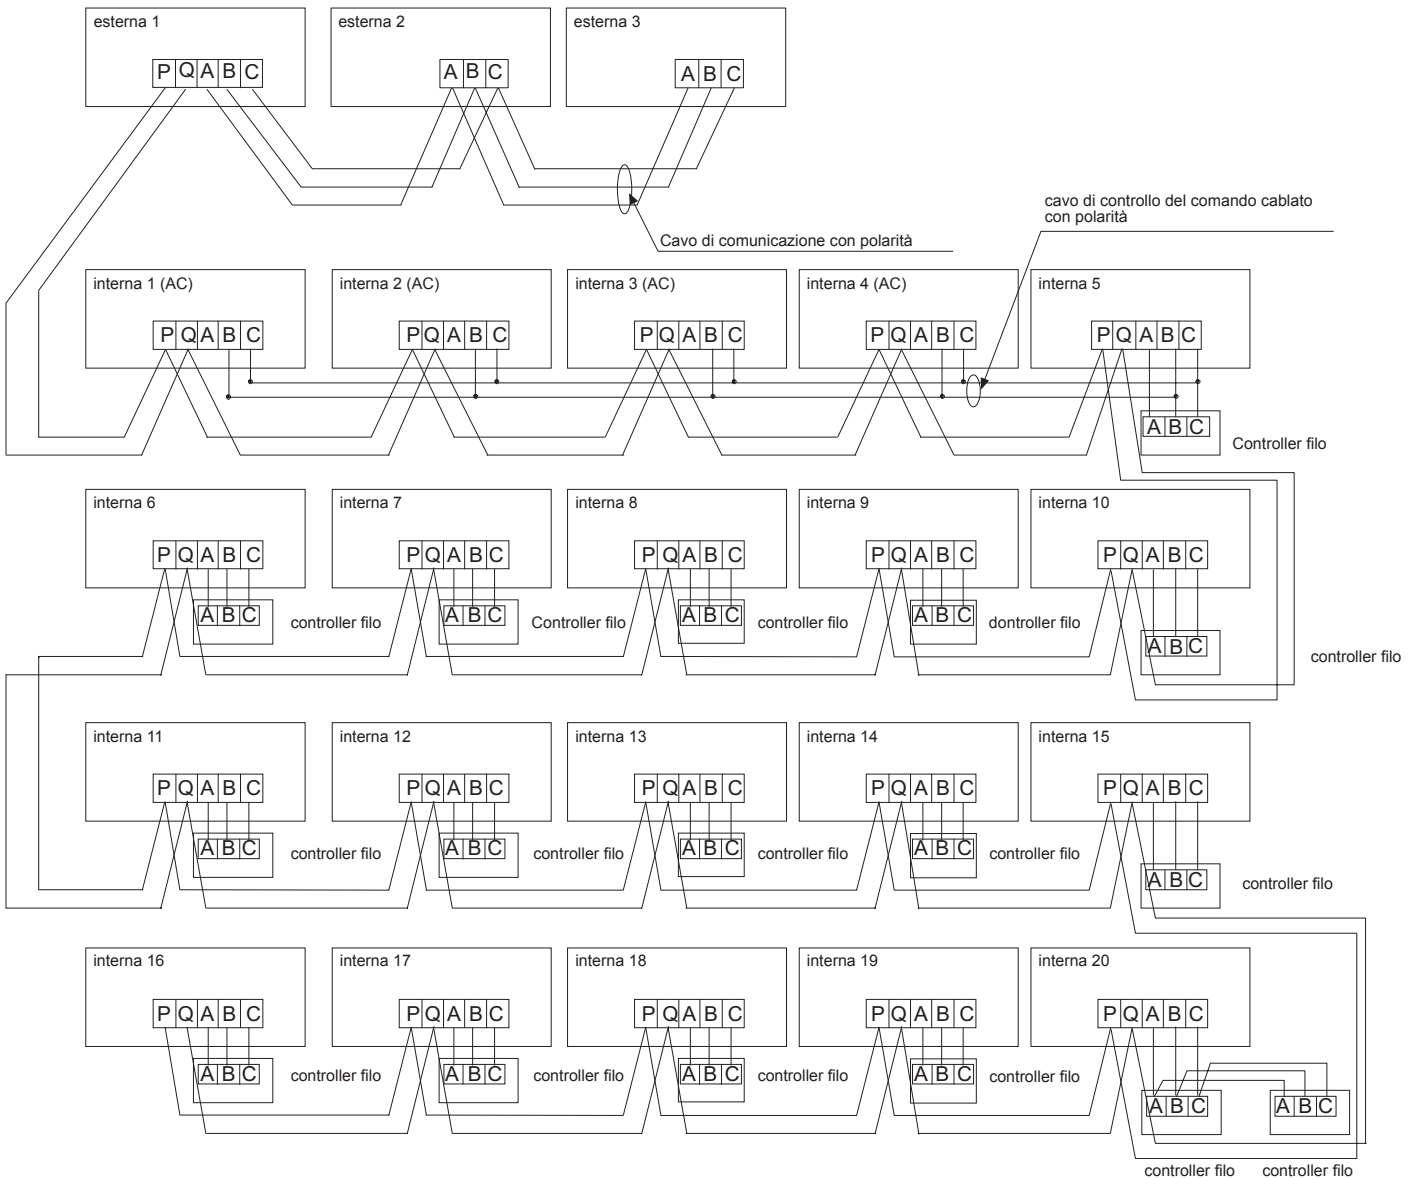 esterna 1
esterna 2
esterna 3
P Q A B C
A B C
A B C
cavo di controllo del comando cablato
con polarità
Cavo di comunicazione con polarità
interna 1 (AC)
interna 2 (AC)
interna 3 (AC)
interna 4 (AC)
interna 5
P Q A B C
P Q A B C
P Q A B C
P Q A B C
P Q A B C
A B C
Controller filo
interna 6
interna 7
interna 8
interna 9
interna 10
P Q A B C
P Q A B C
P Q A B C
P Q A B C
P Q A B C
A B C
controller filo
A B C
Controller filo
A B C
controller filo
A B C
dontroller filo
A B C
controller filo
interna 11
interna 12
interna 13
interna 14
interna 15
P Q A B C
P Q A B C
P Q A B C
P Q A B C
P Q A B C
A B C
controller filo
A B C
controller filo
A B C
controller filo
A B C
controller filo
A B C
controller filo
interna 16
interna 17
interna 18
interna 19
interna 20
P Q A B C
P Q A B C
P Q A B C
P Q A B C
P Q A B C
A B C
controller filo
A B C
controller filo
A B C
controller filo
A B C
controller filo
A B C
A B C
controller filo
controller filo